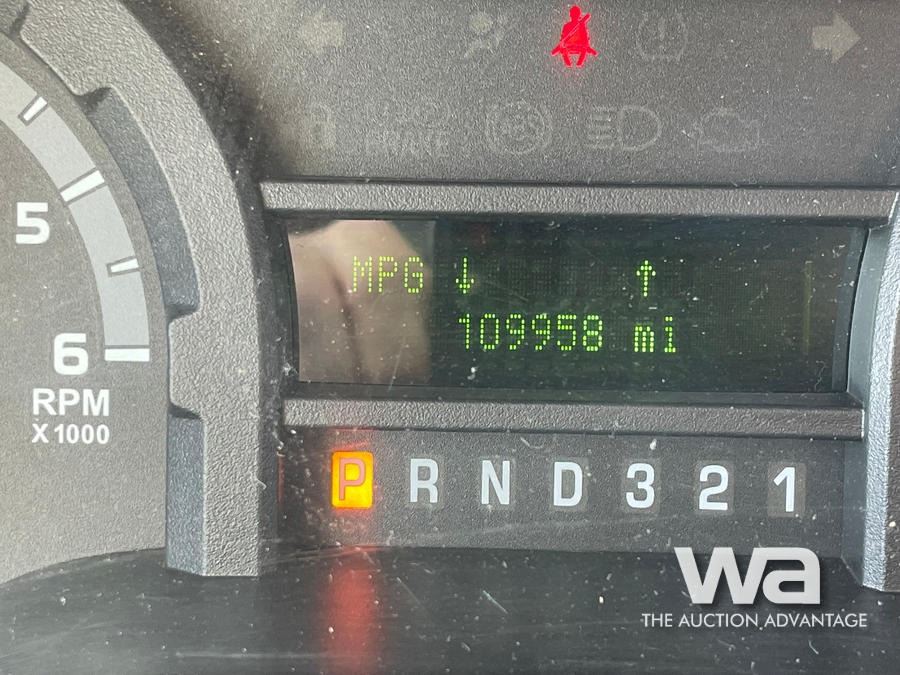 5
6
RPM
X1000
MPG ↓ ↑
109958 mi
P R N D 3 2 1
wa
THE AUCTION ADVANTAGE